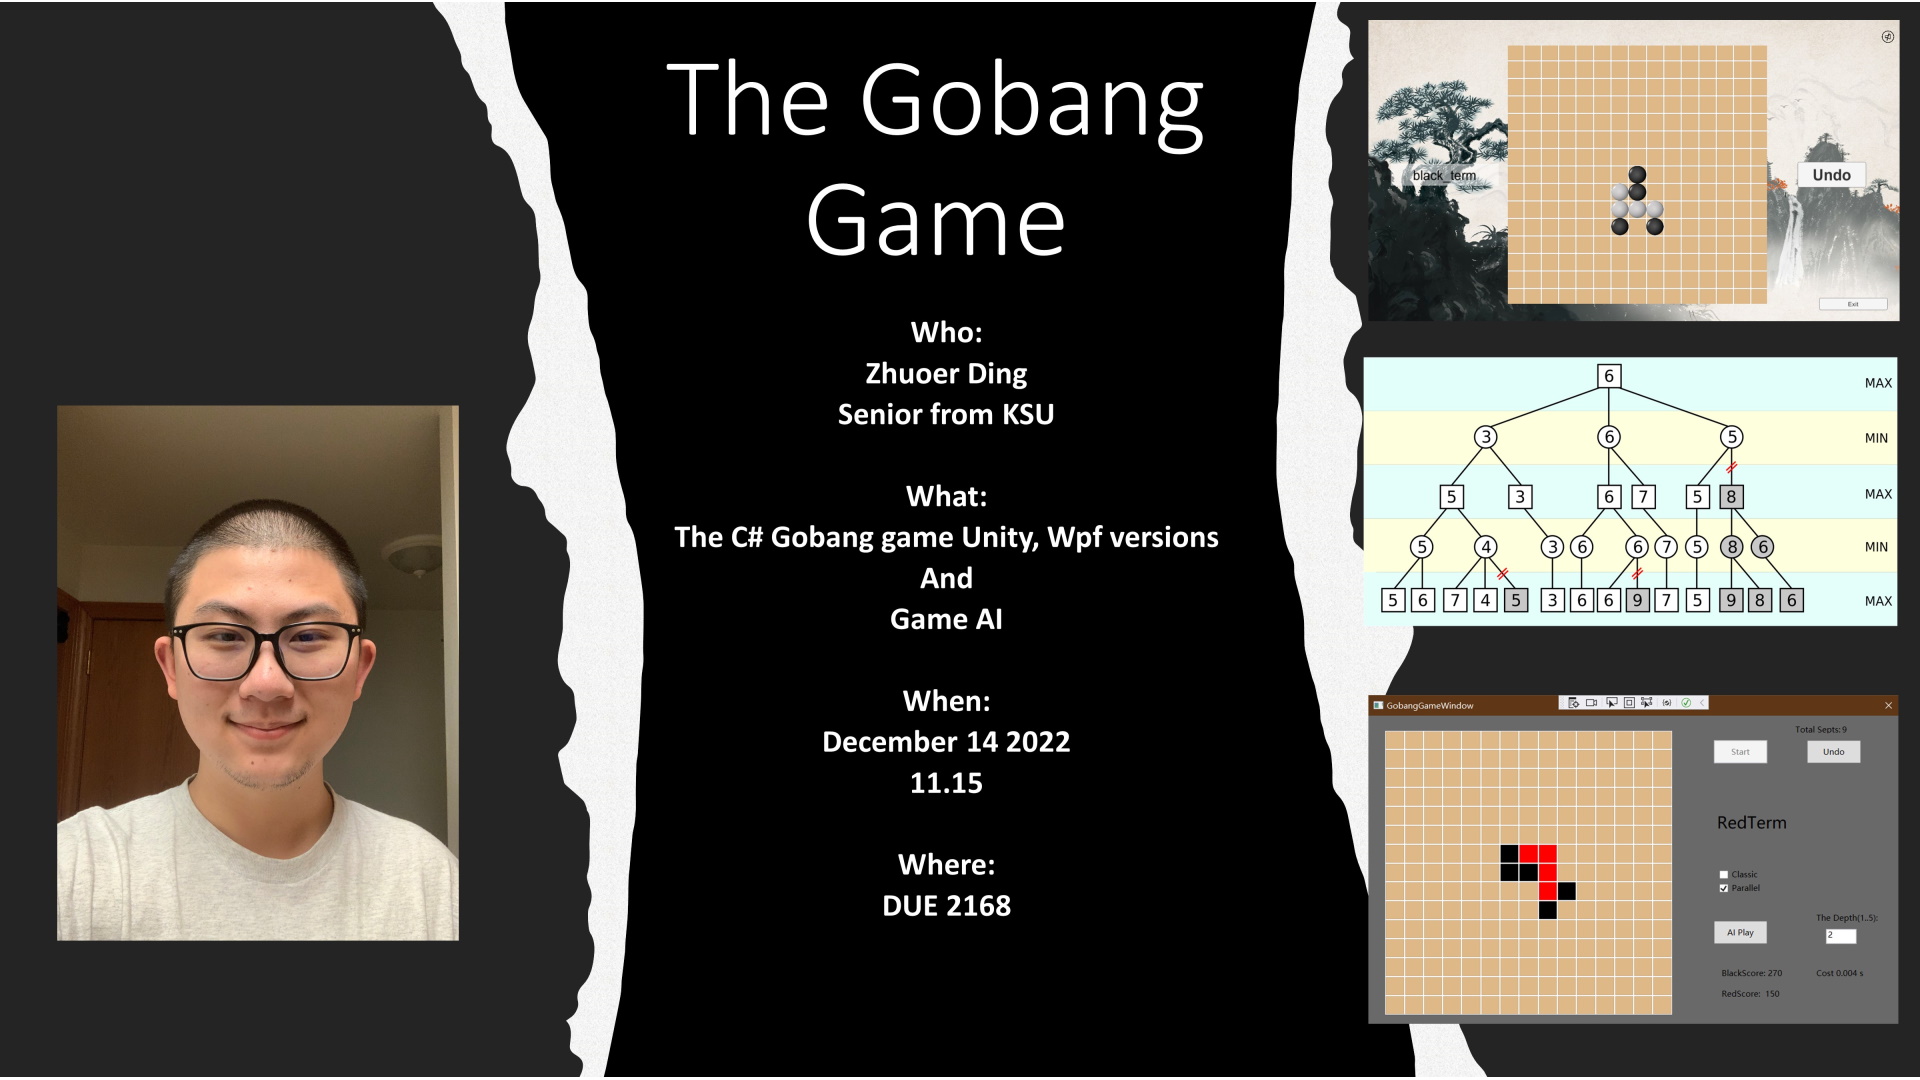 The Gobang
Game
Who:
Zhuoer Ding
Senior from KSU
What:
The C# Gobang game Unity, Wpf versions
And
Game AI
When:
December 14 2022
11.15
Where:
DUE 2168
black_term
Undo
Exit
6
MAX
3 6 5
MIN
5 3 6 7 5 8
MAX
5 4 3 6 6 7 5 8 6
MIN
5 6 7 4 5 3 6 6 9 7 5 9 8 6
MAX
GobangGameWindow
Total Septs: 9
Start
Undo
RedTerm
Classic
Parallel
The Depth(1..5):
AI Play
2
BlackScore: 270
Cost 0.004 s
RedScore: 150